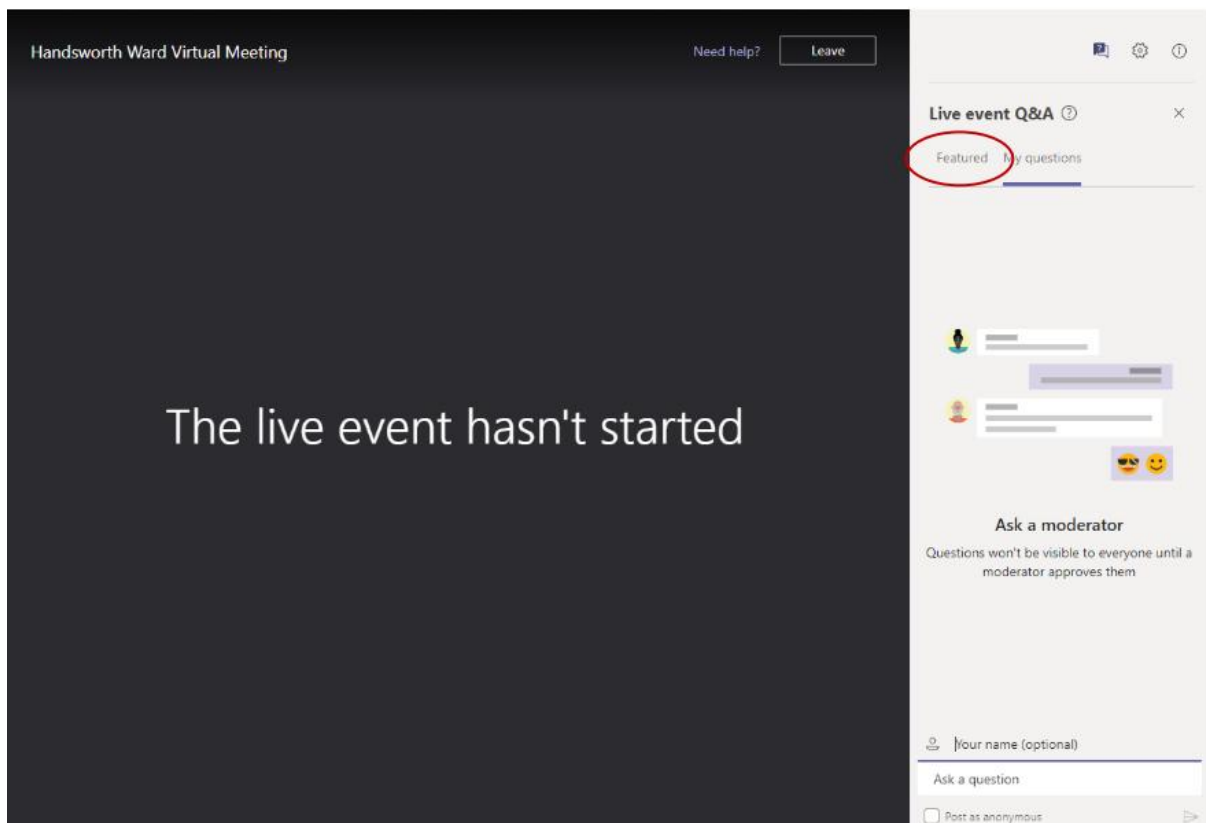 Handsworth Ward Virtual Meeting
Need help?
Leave
Live event Q&A
Featured
My questions
The live event hasn't started
Ask a moderator
Questions won't be visible to everyone until a
moderator approves them
Your name (optional)
Ask a question
Post as anonymous